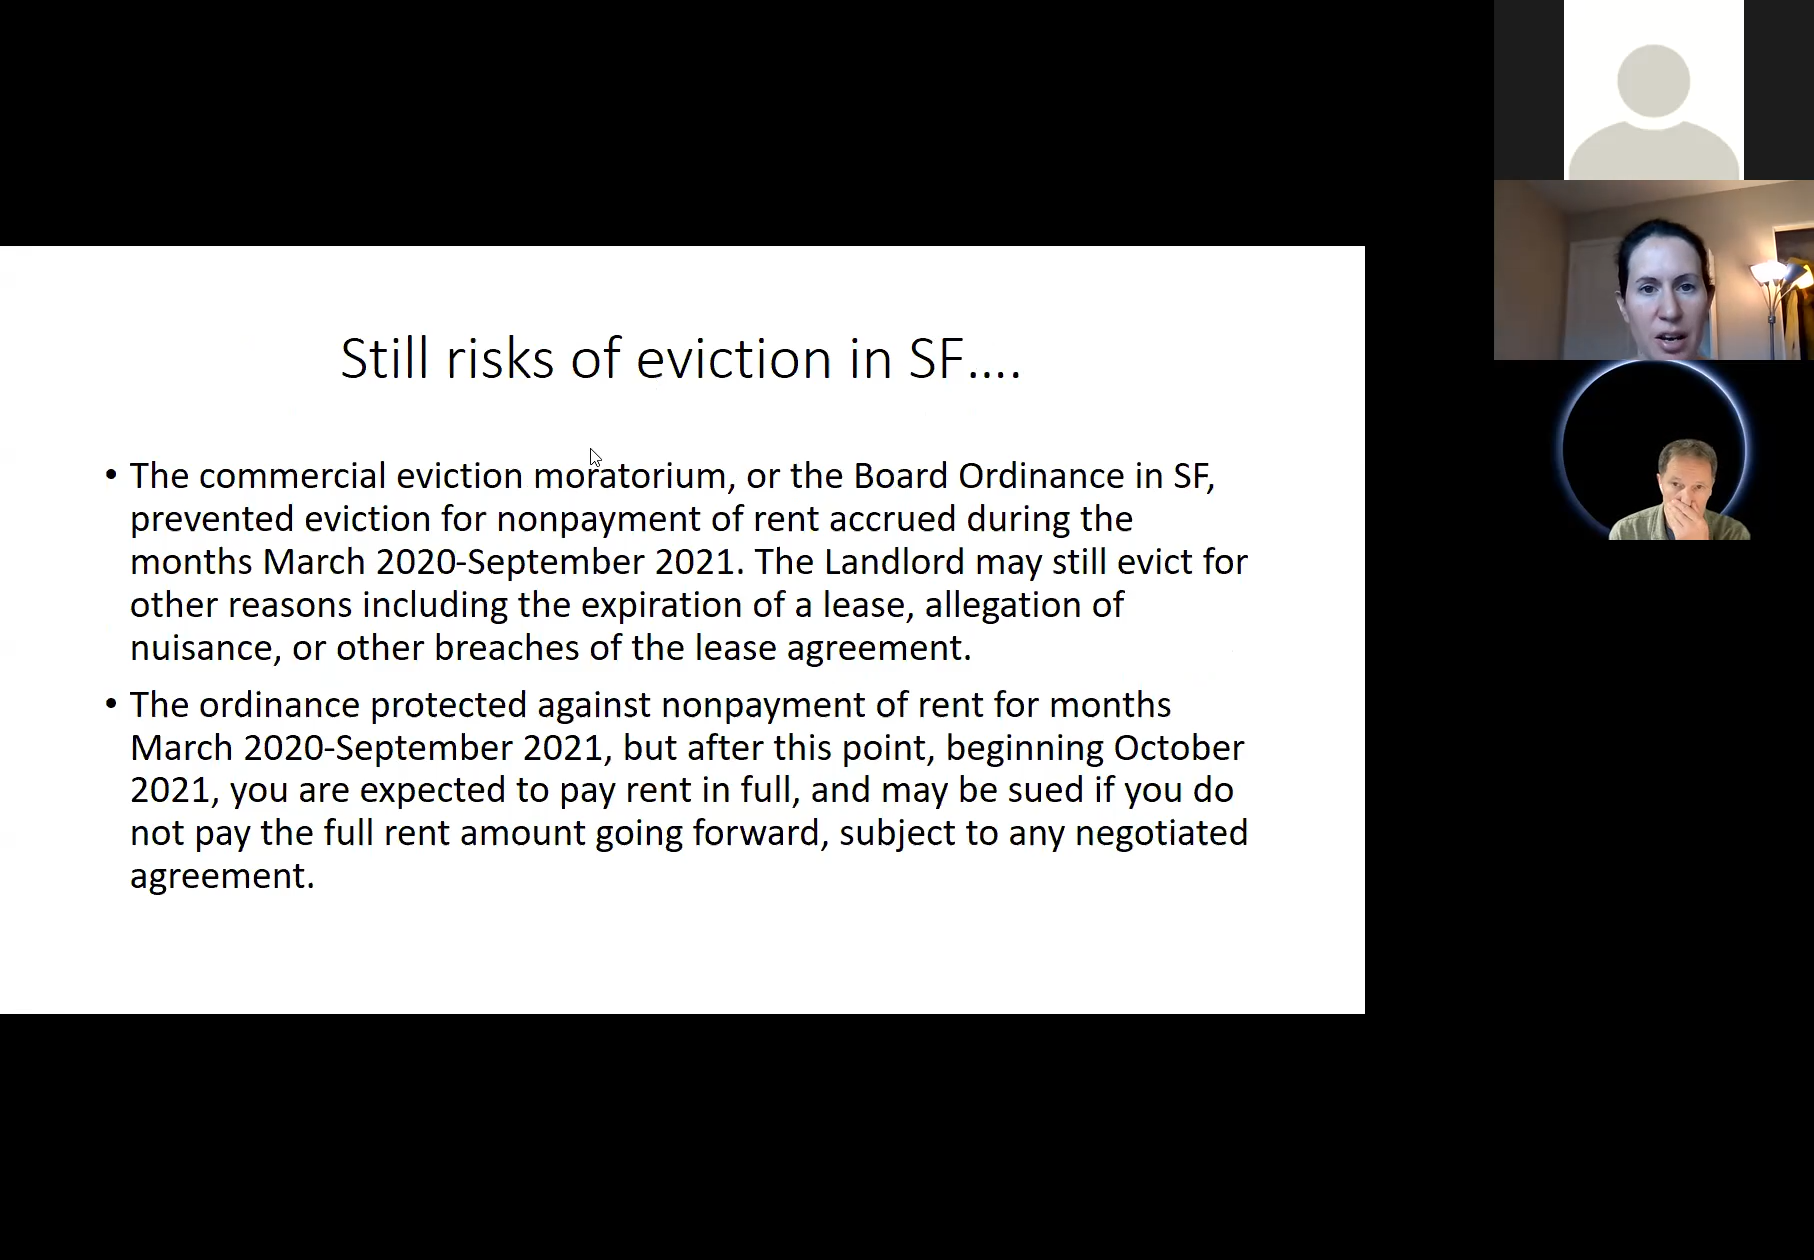 Still risks of eviction in SF....
• The commercial eviction moratorium, or the Board Ordinance in SF,
prevented eviction for nonpayment of rent accrued during the
months March 2020-September 2021. The Landlord may still evict for
other reasons including the expiration of a lease, allegation of
nuisance, or other breaches of the lease agreement.
• The ordinance protected against nonpayment of rent for months
March 2020-September 2021, but after this point, beginning October
2021, you are expected to pay rent in full, and may be sued if you do
not pay the full rent amount going forward, subject to any negotiated
agreement.